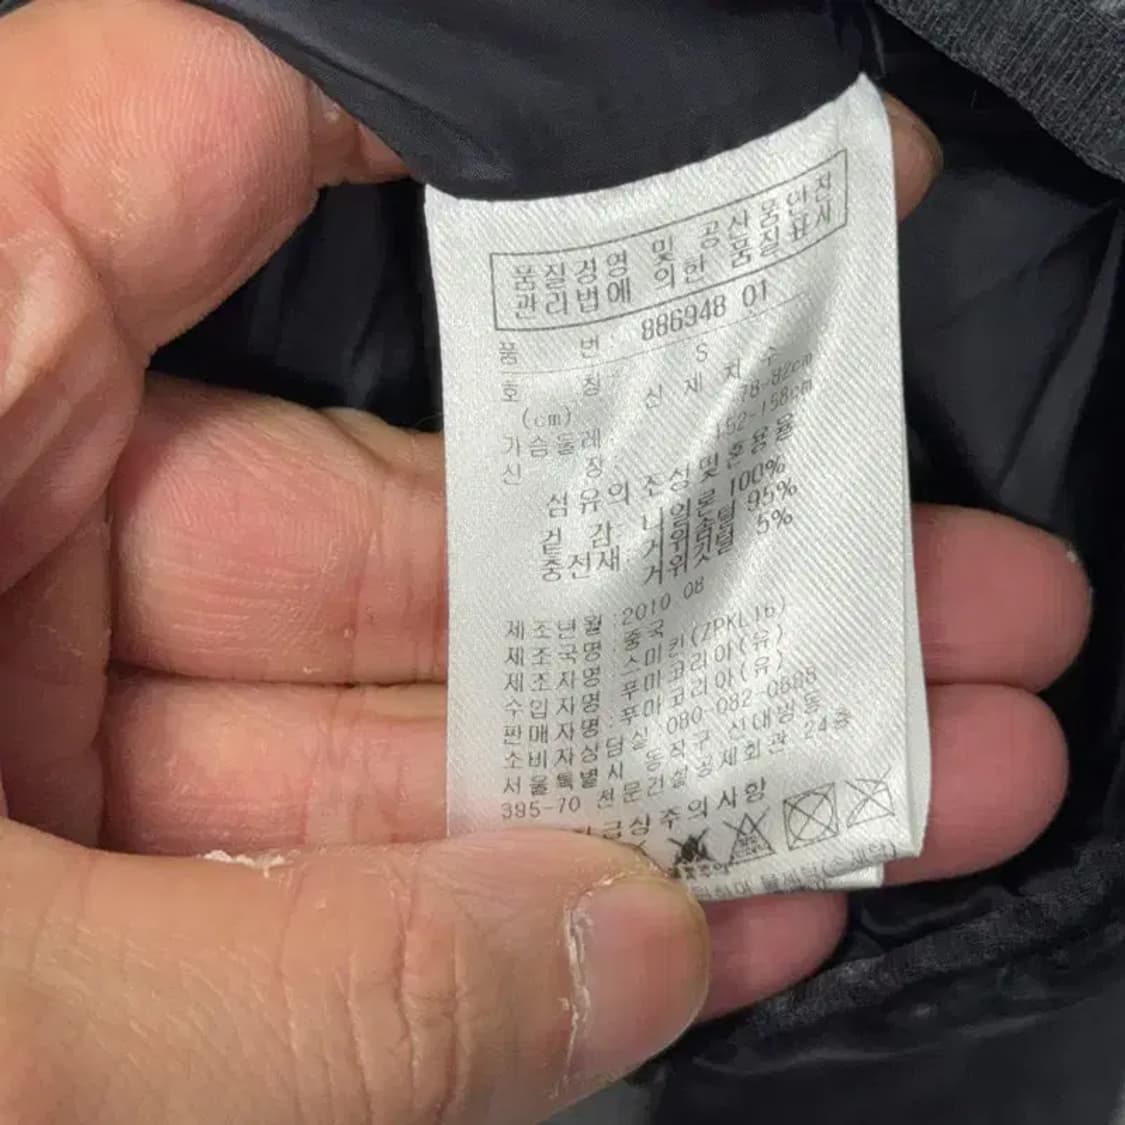 품질경영 및 공산품안전
관리법에 의한 품질표시
품 번: 886948 01
호 칭: S
(cm) 신 체 치 수
가슴둘레: 78-82cm
신 장: 152-158cm
섬유의 조성및혼용율
겉 감: 나일론 100%
충전재: 거위솜털 95%
거위깃털 5%
제조년월:2010 08
제조국명:중국
제조자명:스미킨(ZPKL16)
수입자명:푸마코리아(유)
판매자명:푸마코리아(유)
소비자상담실 080-082-0888
서울특별시 동작구 신대방동
395-70 전문건설공제회관 24층
취급상주의사항